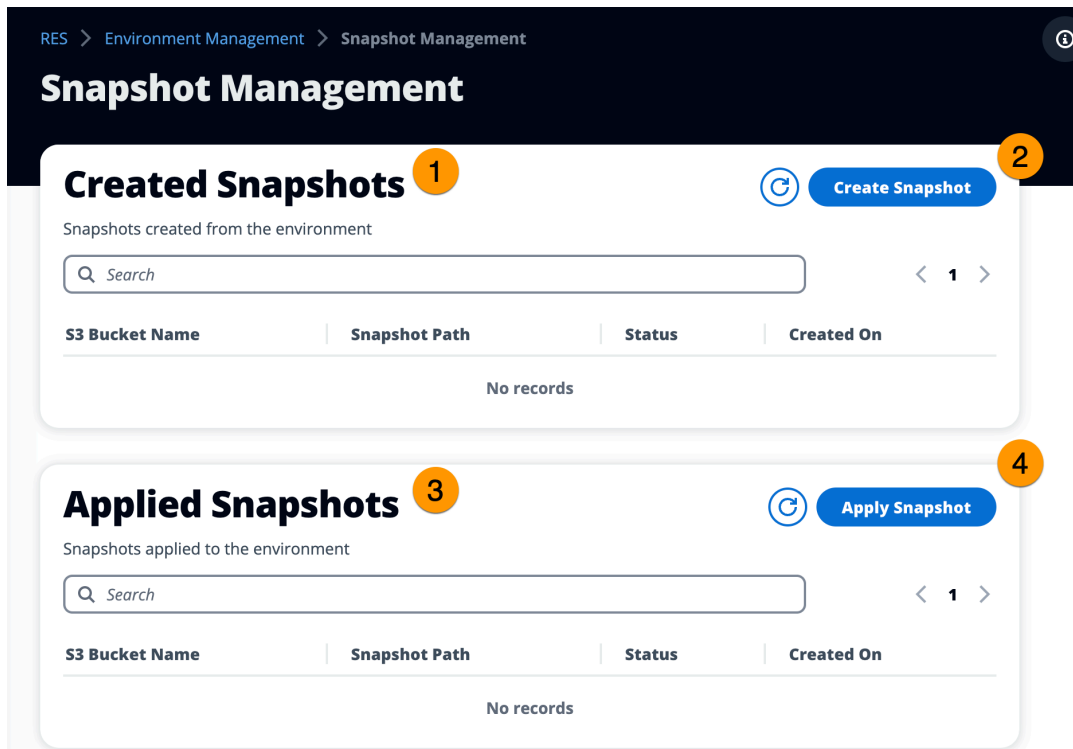 RES > Environment Management > Snapshot Management
Snapshot Management
Created Snapshots 1
2
Create Snapshot
Snapshots created from the environment
Search
1
S3 Bucket Name Snapshot Path Status Created On
No records
Applied Snapshots 3
4
Apply Snapshot
Snapshots applied to the environment
Search
1
S3 Bucket Name Snapshot Path Status Created On
No records